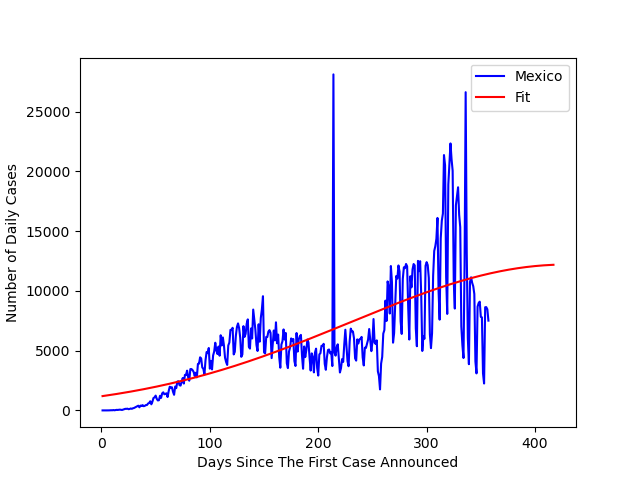 Mexico
Fit
25000
20000
15000
10000
5000
0
0 100 200 300 400
Number of Daily Cases
Days Since The First Case Announced